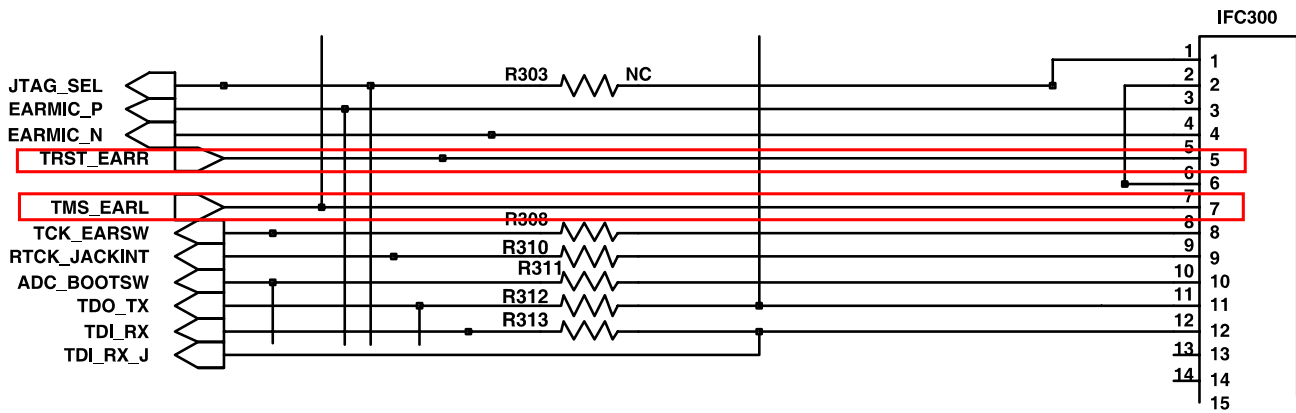 IFC300
1 1
JTAG_SEL R303 NC 2 2
EARMIC_P 3 3
EARMIC_N 4 4
TRST_EARR 5 5
6 6
TMS_EARL 7 7
TCK_EARSW R308 8 8
RTCK_JACKINT R310 9 9
ADC_BOOTSW R311 10 10
TDO_TX R312 11 11
TDI_RX R313 12 12
TDI_RX_J 13 13
14 14
15